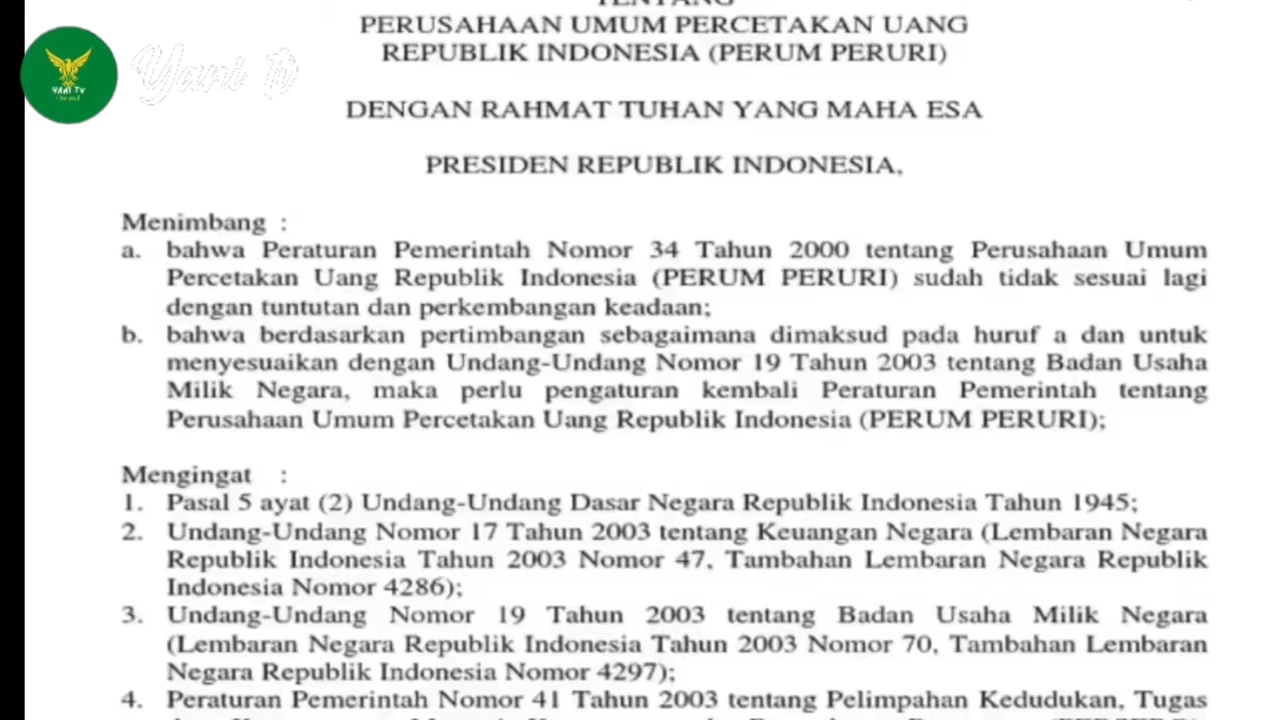 TENTANG
PERUSAHAAN UMUM PERCETAKAN UANG
REPUBLIK INDONESIA (PERUM PERURI)
YANI TV
Yani tv
DENGAN RAHMAT TUHAN YANG MAHA ESA
PRESIDEN REPUBLIK INDONESIA,
Menimbang :
a. bahwa Peraturan Pemerintah Nomor 34 Tahun 2000 tentang Perusahaan Umum
Percetakan Uang Republik Indonesia (PERUM PERURI) sudah tidak sesuai lagi
dengan tuntutan dan perkembangan keadaan;
b. bahwa berdasarkan pertimbangan sebagaimana dimaksud pada huruf a dan untuk
menyesuaikan dengan Undang-Undang Nomor 19 Tahun 2003 tentang Badan Usaha
Milik Negara, maka perlu pengaturan kembali Peraturan Pemerintah tentang
Perusahaan Umum Percetakan Uang Republik Indonesia (PERUM PERURI);
Mengingat :
1. Pasal 5 ayat (2) Undang-Undang Dasar Negara Republik Indonesia Tahun 1945;
2. Undang-Undang Nomor 17 Tahun 2003 tentang Keuangan Negara (Lembaran Negara
Republik Indonesia Tahun 2003 Nomor 47, Tambahan Lembaran Negara Republik
Indonesia Nomor 4286);
3. Undang-Undang Nomor 19 Tahun 2003 tentang Badan Usaha Milik Negara
(Lembaran Negara Republik Indonesia Tahun 2003 Nomor 70, Tambahan Lembaran
Negara Republik Indonesia Nomor 4297);
4. Peraturan Pemerintah Nomor 41 Tahun 2003 tentang Pelimpahan Kedudukan, Tugas